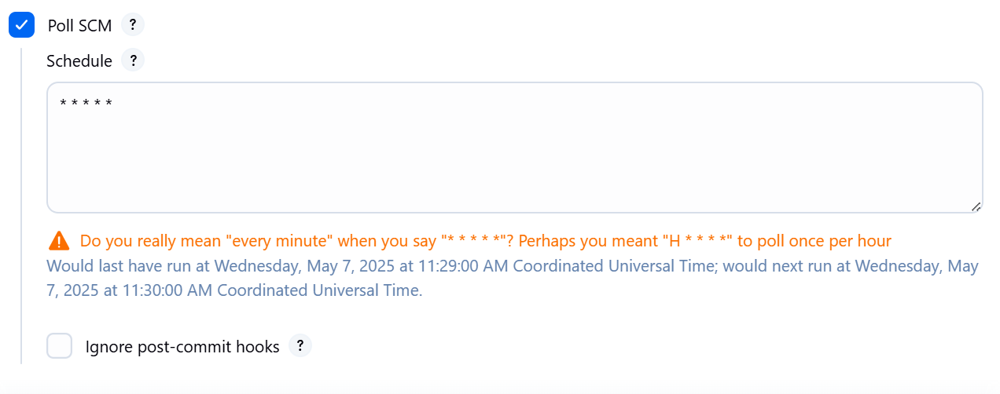 Poll SCM ?
Schedule ?
* * * * *
Do you really mean "every minute" when you say "* * * * *"? Perhaps you meant "H * * * *" to poll once per hour
Would last have run at Wednesday, May 7, 2025 at 11:29:00 AM Coordinated Universal Time; would next run at Wednesday, May
7, 2025 at 11:30:00 AM Coordinated Universal Time.
Ignore post-commit hooks ?